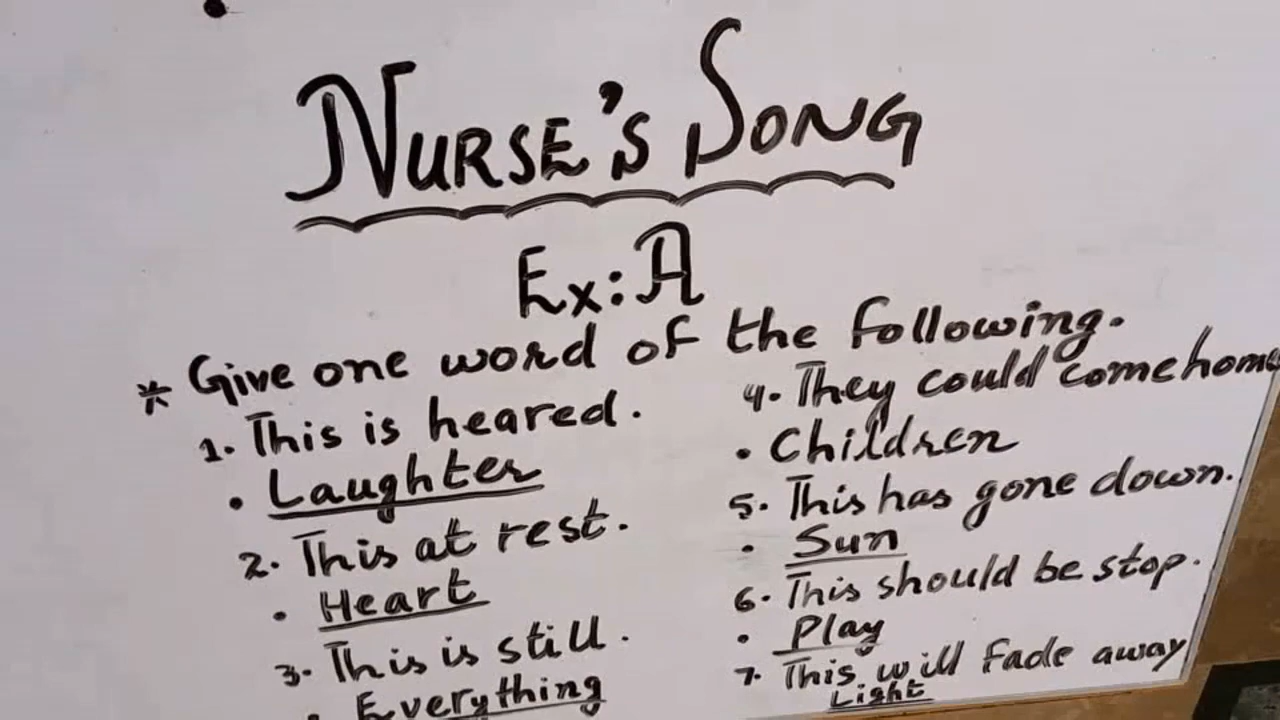 NURSE'S SONG
Ex: A
* Give one word of the following.
1. This is heared.
• Laughter
2. This at rest.
• Heart
3. This is still.
• Everything
4. They could come home
• Children
5. This has gone down.
• Sun
6. This should be stop.
• Play
7. This will fade away
Light